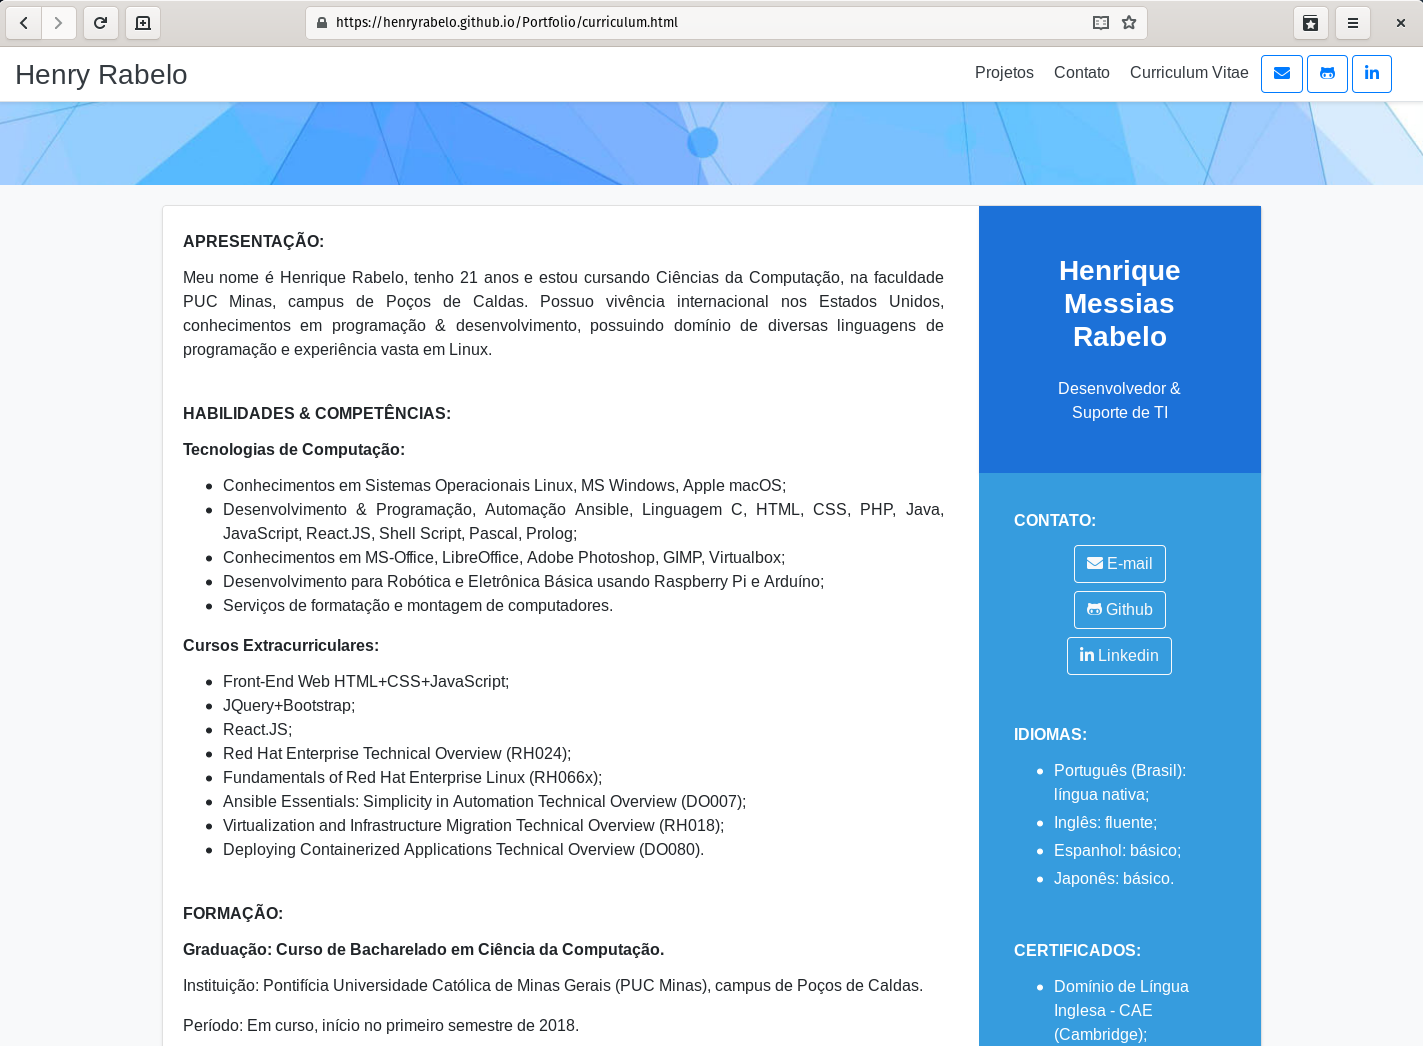 https://henryrabelo.github.io/Portfolio/curriculum.html
Henry Rabelo
Projetos
Contato
Curriculum Vitae
APRESENTAÇÃO:
Meu nome é Henrique Rabelo, tenho 21 anos e estou cursando Ciências da Computação, na faculdade
PUC Minas, campus de Poços de Caldas. Possuo vivência internacional nos Estados Unidos,
conhecimentos em programação & desenvolvimento, possuindo domínio de diversas linguagens de
programação e experiência vasta em Linux.
HABILIDADES & COMPETÊNCIAS:
Tecnologias de Computação:
Conhecimentos em Sistemas Operacionais Linux, MS Windows, Apple macOS;
Desenvolvimento & Programação, Automação Ansible, Linguagem C, HTML, CSS, PHP, Java,
JavaScript, React.JS, Shell Script, Pascal, Prolog;
Conhecimentos em MS-Office, LibreOffice, Adobe Photoshop, GIMP, Virtualbox;
Desenvolvimento para Robótica e Eletrônica Básica usando Raspberry Pi e Arduíno;
Serviços de formatação e montagem de computadores.
Cursos Extracurriculares:
Front-End Web HTML+CSS+JavaScript;
JQuery+Bootstrap;
React.JS;
Red Hat Enterprise Technical Overview (RH024);
Fundamentals of Red Hat Enterprise Linux (RH066x);
Ansible Essentials: Simplicity in Automation Technical Overview (DO007);
Virtualization and Infrastructure Migration Technical Overview (RH018);
Deploying Containerized Applications Technical Overview (DO080).
FORMAÇÃO:
Graduação: Curso de Bacharelado em Ciência da Computação.
Instituição: Pontifícia Universidade Católica de Minas Gerais (PUC Minas), campus de Poços de Caldas.
Período: Em curso, início no primeiro semestre de 2018.
Henrique
Messias
Rabelo
Desenvolvedor &
Suporte de TI
CONTATO:
E-mail
Github
Linkedin
IDIOMAS:
Português (Brasil):
língua nativa;
Inglês: fluente;
Espanhol: básico;
Japonês: básico.
CERTIFICADOS:
Domínio de Língua
Inglesa - CAE
(Cambridge);